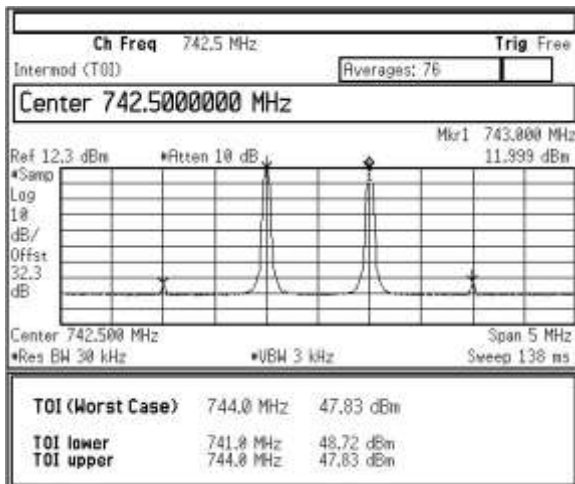 Ch Freq 742.5 MHz Trig Free
Intermod (TOI) Averages: 76
Center 742.5000000 MHz
Mkr1 743.000 MHz
Ref 12.3 dBm *Atten 10 dB 11.999 dBm
*Samp
Log
10
dB/
Offst
32.3
dB
Center 742.500 MHz Span 5 MHz
*Res BW 30 kHz *VBW 3 kHz Sweep 138 ms
TOI (Worst Case) 744.0 MHz 47.83 dBm
TOI lower 741.0 MHz 48.72 dBm
TOI upper 744.0 MHz 47.83 dBm